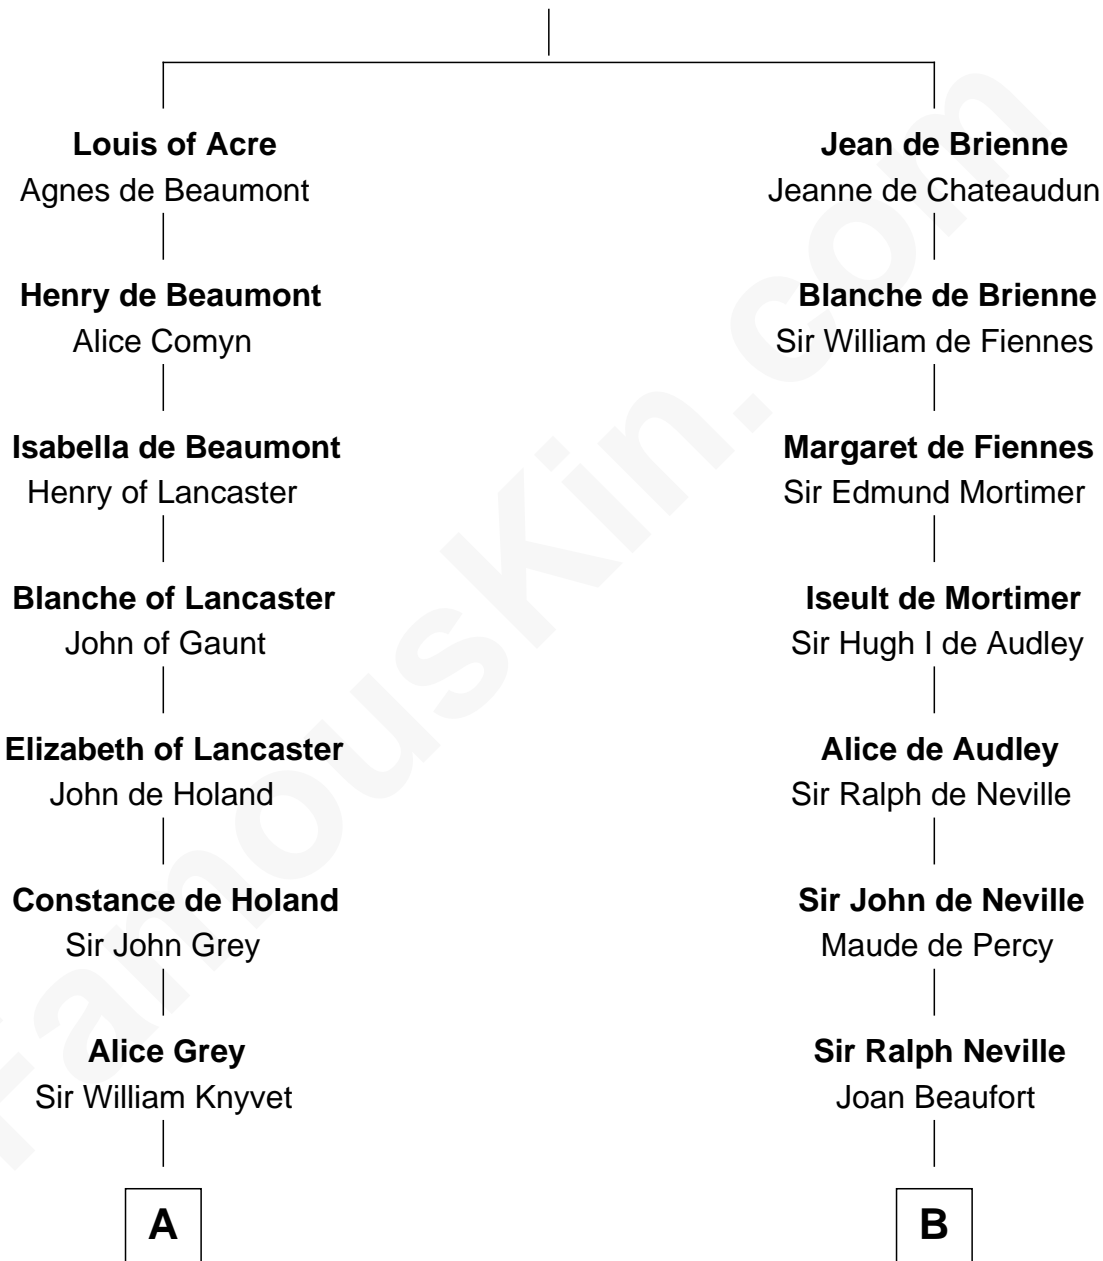 Louis of Acre
Agnes de Beaumont
Henry de Beaumont
Alice Comyn
Isabella de Beaumont
Henry of Lancaster
Blanche of Lancaster
John of Gaunt
Elizabeth of Lancaster
John de Holand
Constance de Holand
Sir John Grey
Alice Grey
Sir William Knyvet
A
Jean de Brienne
Jeanne de Chateaudun
Blanche de Brienne
Sir William de Fiennes
Margaret de Fiennes
Sir Edmund Mortimer
Iseult de Mortimer
Sir Hugh I de Audley
Alice de Audley
Sir Ralph de Neville
Sir John de Neville
Maude de Percy
Sir Ralph Neville
Joan Beaufort
B
FamousKin.com